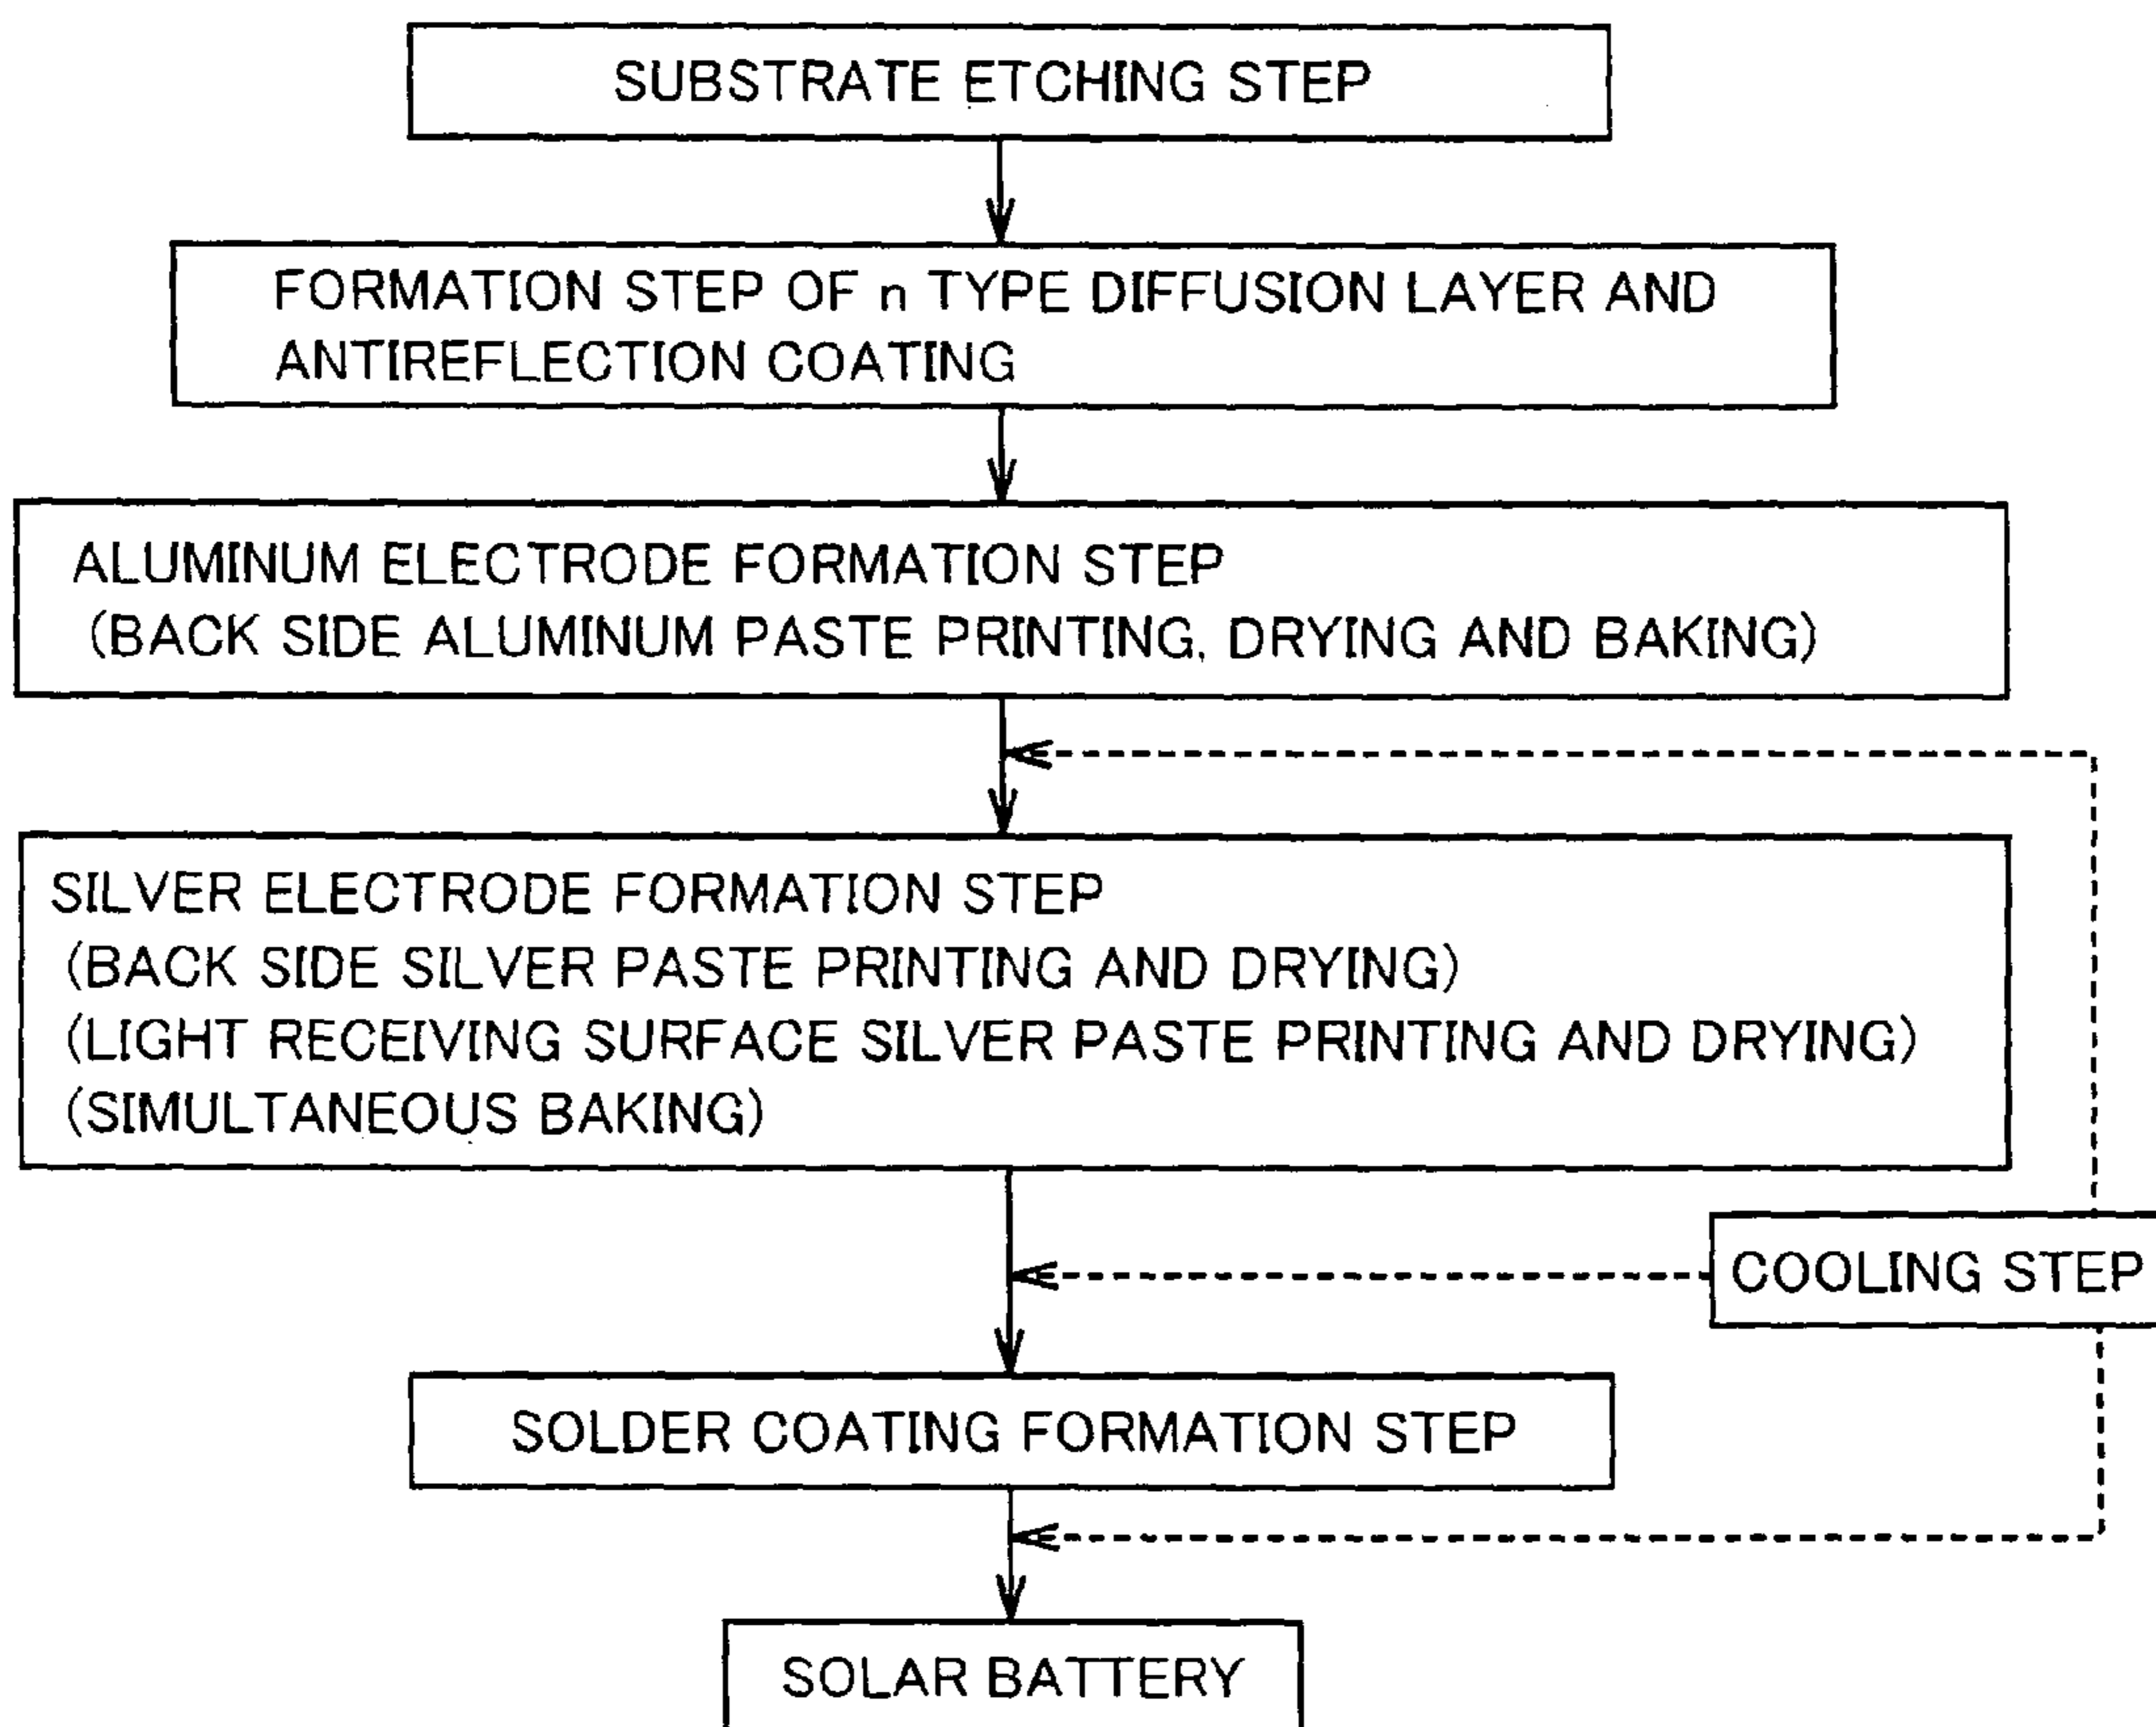 SUBSTRATE ETCHING STEP
FORMATION STEP OF n TYPE DIFFUSION LAYER AND
ANTIREFLECTION COATING
ALUMINUM ELECTRODE FORMATION STEP
(BACK SIDE ALUMINUM PASTE PRINTING, DRYING AND BAKING)
SILVER ELECTRODE FORMATION STEP
(BACK SIDE SILVER PASTE PRINTING AND DRYING)
(LIGHT RECEIVING SURFACE SILVER PASTE PRINTING AND DRYING)
(SIMULTANEOUS BAKING)
COOLING STEP
SOLDER COATING FORMATION STEP
SOLAR BATTERY